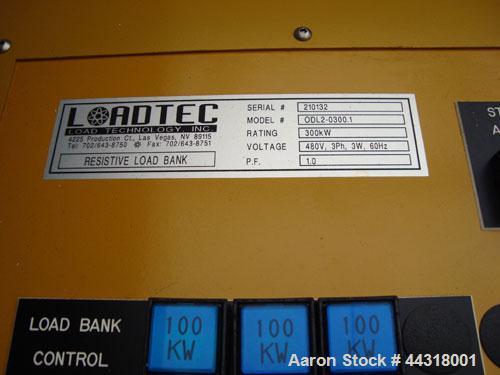 LOADTEC
LOAD TECHNOLOGY, INC.
4225 Production Ct., Las Vegas, NV 89115
Tel: 702/643-8750 Fax: 702/643-8751
RESISTIVE LOAD BANK
SERIAL # 210132
MODEL # ODL2-0300.1
RATING 300kW
VOLTAGE 480V, 3Ph, 3W, 60Hz
P.F. 1.0
ST
A
LOAD BANK
CONTROL
100
KW
100
KW
100
KW
Aaron Stock # 44318001